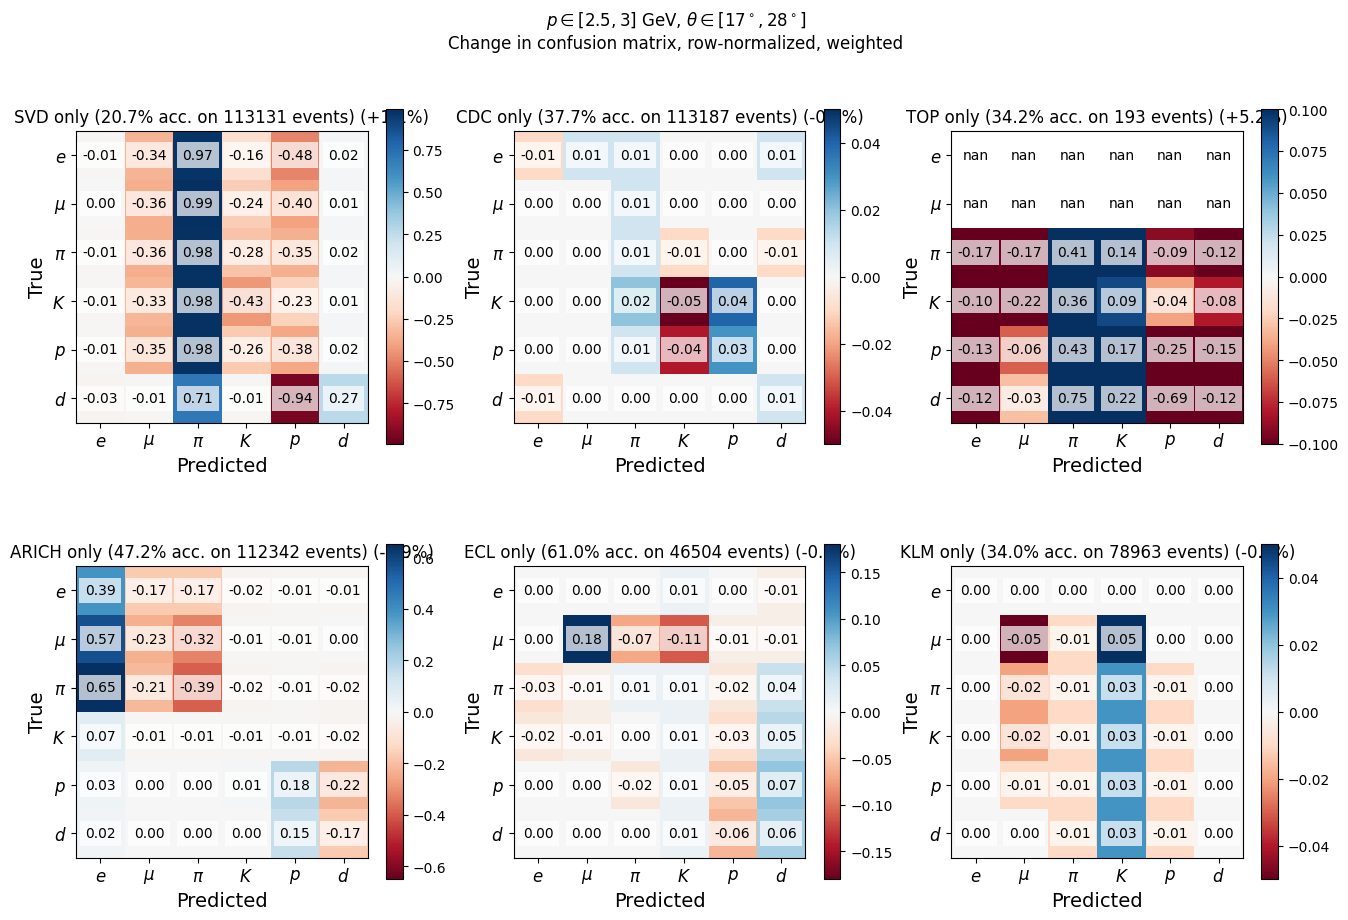 p ∈ [2.5, 3] GeV, θ ∈ [17°, 28°]
Change in confusion matrix, row-normalized, weighted
SVD only (20.7% acc. on 113131 events)
CDC only (37.7% acc. on 113187 events)
TOP only (34.2% acc. on 193 events)
e -0.01 -0.34 0.97 -0.16 -0.48 0.02
μ 0.00 -0.36 0.99 -0.24 -0.40 0.01
π -0.01 -0.36 0.98 -0.28 -0.35 0.02
K -0.01 -0.33 0.98 -0.43 -0.23 0.01
p -0.01 -0.35 0.98 -0.26 -0.38 0.02
d -0.03 -0.01 0.71 -0.01 -0.94 0.27
e μ π K p d
True
Predicted
0.75
0.50
0.25
0.00
−0.25
−0.50
−0.75
e -0.01 0.01 0.01 0.00 0.00 0.01
μ 0.00 0.00 0.01 0.00 0.00 0.00
π 0.00 0.00 0.01 -0.01 0.00 -0.01
K 0.00 0.00 0.02 -0.05 0.04 0.00
p 0.00 0.00 0.01 -0.04 0.03 0.00
d -0.01 0.00 0.00 0.00 0.00 0.01
e μ π K p d
True
Predicted
0.04
0.02
0.00
−0.02
−0.04
e nan nan nan nan nan nan
μ nan nan nan nan nan nan
π -0.17 -0.17 0.41 0.14 -0.09 -0.12
K -0.10 -0.22 0.36 0.09 -0.04 -0.08
p -0.13 -0.06 0.43 0.17 -0.25 -0.15
d -0.12 -0.03 0.75 0.22 -0.69 -0.12
e μ π K p d
True
Predicted
0.100
0.075
0.050
0.025
0.000
−0.025
−0.050
−0.075
−0.100
ARICH only (47.2% acc. on 112342 events)
ECL only (61.0% acc. on 46504 events)
KLM only (34.0% acc. on 78963 events)
e 0.39 -0.17 -0.17 -0.02 -0.01 -0.01
μ 0.57 -0.23 -0.32 -0.01 -0.01 0.00
π 0.65 -0.21 -0.39 -0.02 -0.01 -0.02
K 0.07 -0.01 -0.01 -0.01 -0.01 -0.02
p 0.03 0.00 0.00 0.01 0.18 -0.22
d 0.02 0.00 0.00 0.00 0.15 -0.17
e μ π K p d
True
Predicted
0.6
0.4
0.2
0.0
−0.2
−0.4
−0.6
e 0.00 0.00 0.00 0.01 0.00 -0.01
μ 0.00 0.18 -0.07 -0.11 -0.01 -0.01
π -0.03 -0.01 0.01 0.01 -0.02 0.04
K -0.02 -0.01 0.00 0.01 -0.03 0.05
p 0.00 0.00 -0.02 0.01 -0.05 0.07
d 0.00 0.00 0.00 0.01 -0.06 0.06
e μ π K p d
True
Predicted
0.15
0.10
0.05
0.00
−0.05
−0.10
−0.15
e 0.00 0.00 0.00 0.00 0.00 0.00
μ 0.00 -0.05 -0.01 0.05 0.00 0.00
π 0.00 -0.02 -0.01 0.03 -0.01 0.00
K 0.00 -0.02 -0.01 0.03 -0.01 0.00
p 0.00 -0.01 -0.01 0.03 -0.01 0.00
d 0.00 0.00 -0.01 0.03 -0.01 0.00
e μ π K p d
True
Predicted
0.04
0.02
0.00
−0.02
−0.04